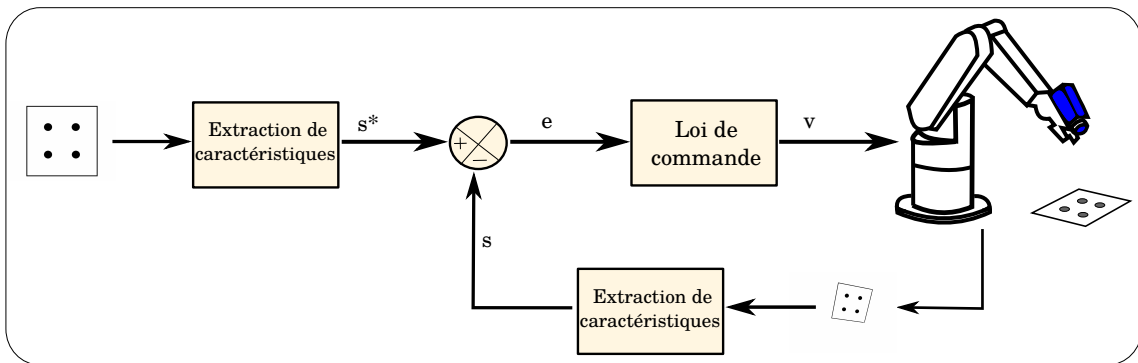 Extraction de
caractéristiques
s*
+
−
e
Loi de
commande
v
s
Extraction de
caractéristiques